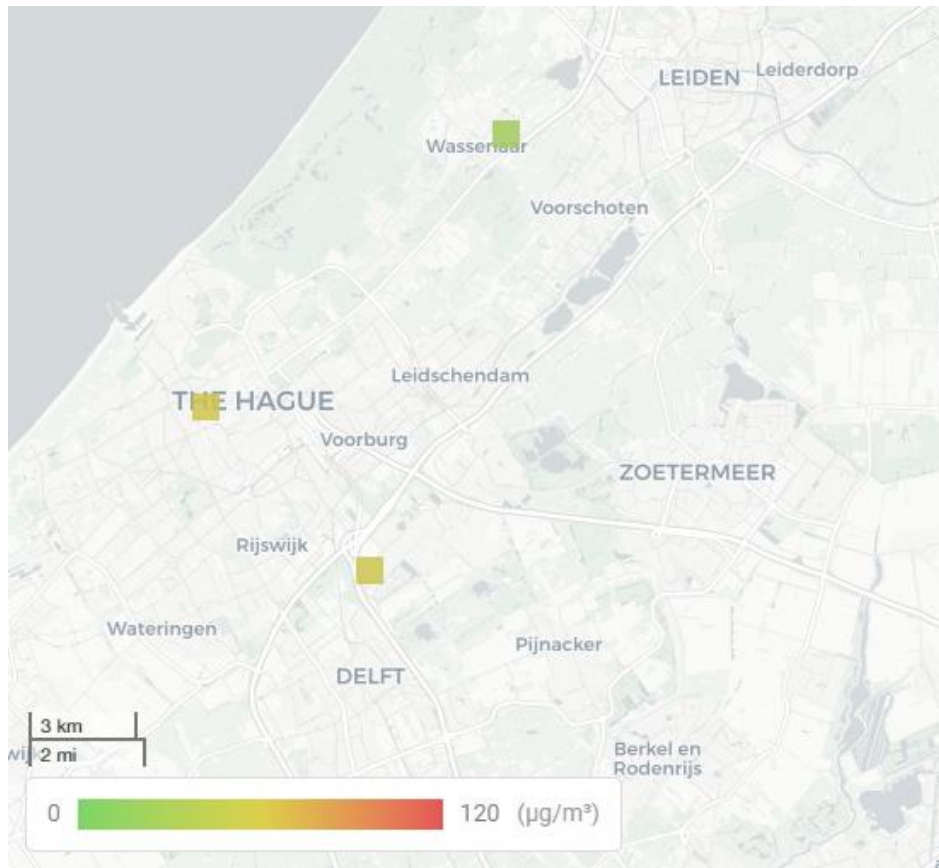 LEIDEN
Leiderdorp
Wassenaar
Voorschoten
Leidschendam
THE HAGUE
Voorburg
ZOETERMEER
Rijswijk
Wateringen
Pijnacker
DELFT
3 km
2 mi
Berkel en
Rodenrijs
0
120 (µg/m³)